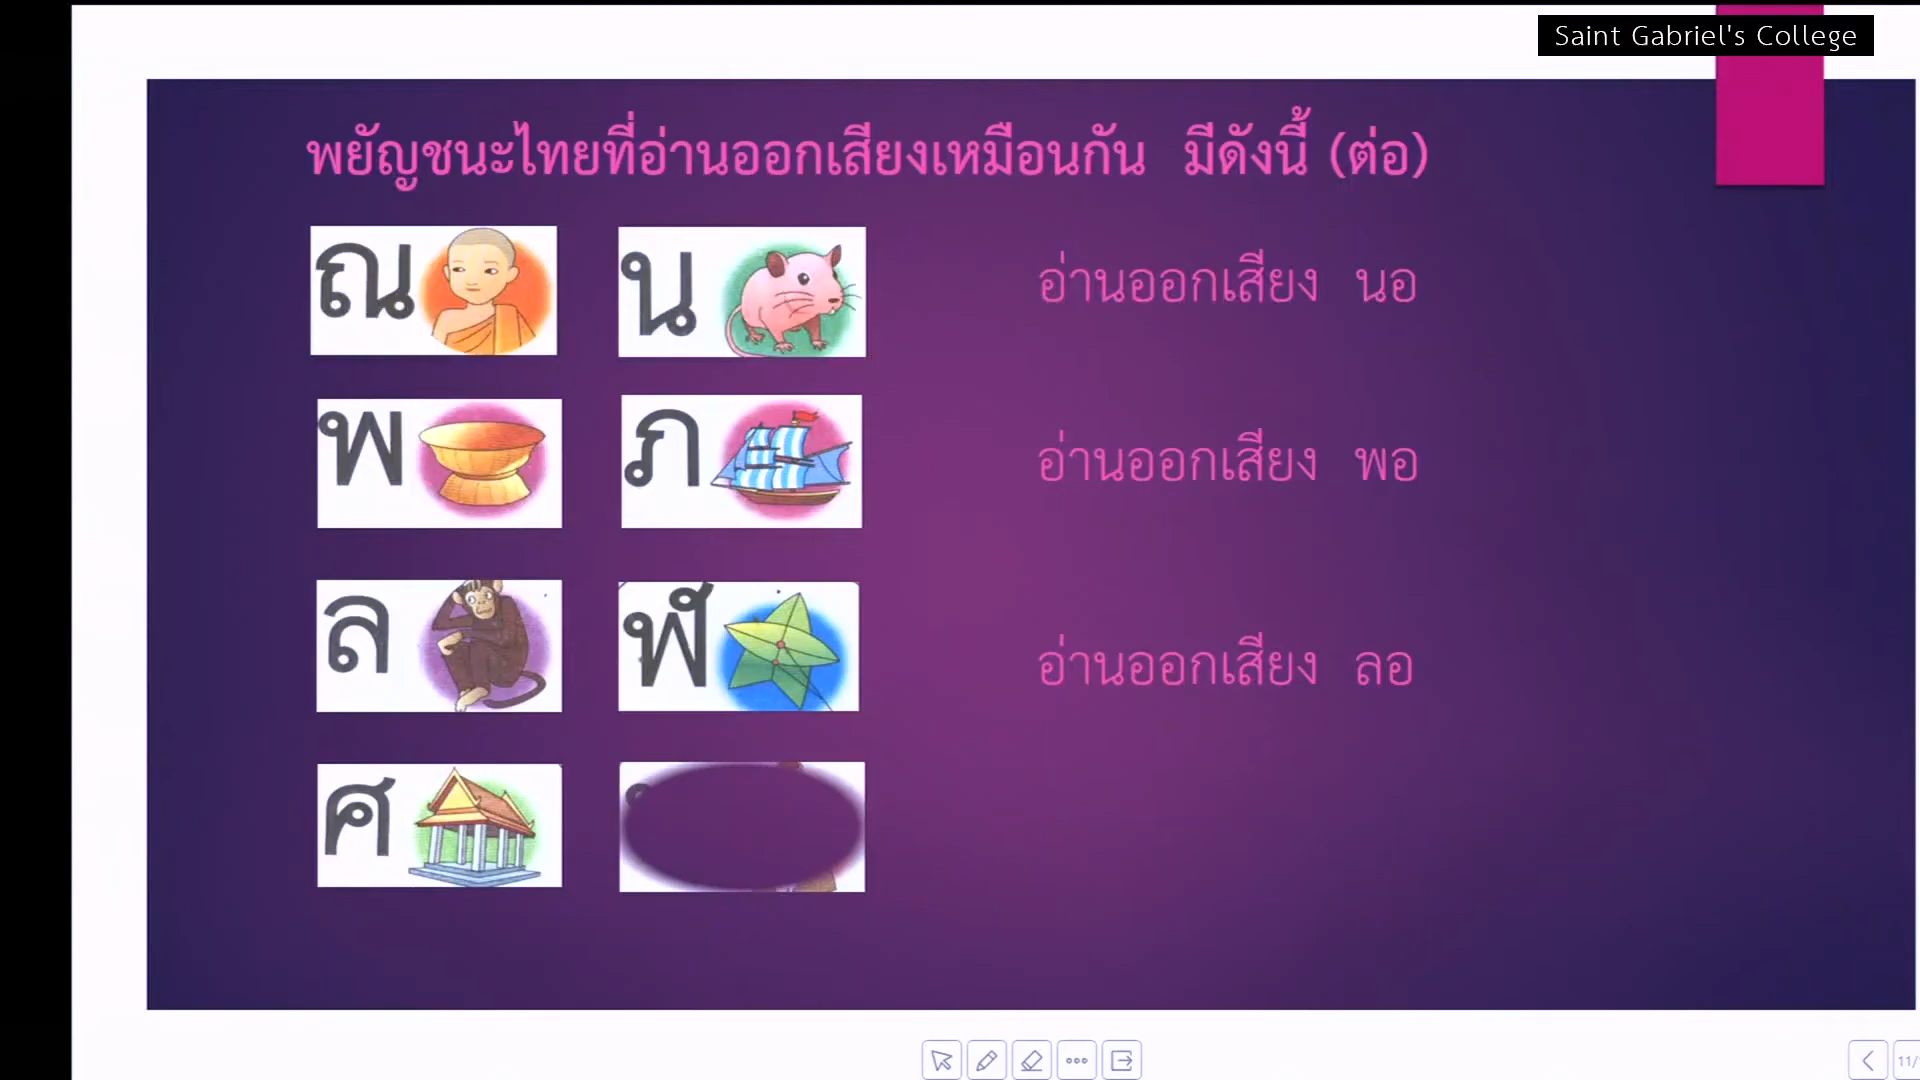 Saint Gabriel's College
พยัญชนะไทยที่อ่านออกเสียงเหมือนกัน มีดังนี้ (ต่อ)
ณ น อ่านออกเสียง นอ
พ ภ อ่านออกเสียง พอ
ล ฬ อ่านออกเสียง ลอ
ศ
11/